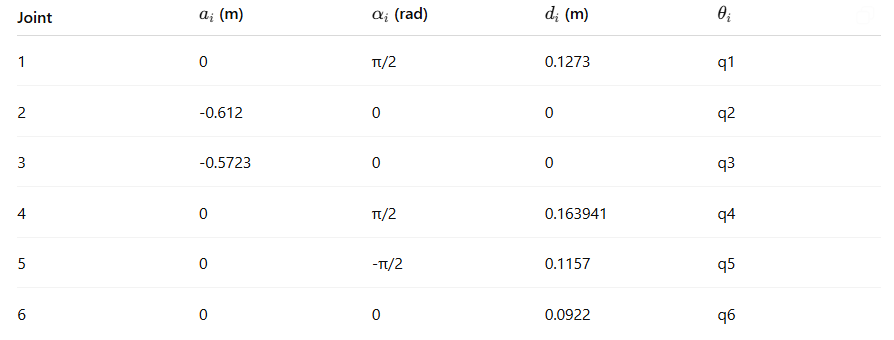 Joint a_i (m) α_i (rad) d_i (m) θ_i
1 0 π/2 0.1273 q1
2 -0.612 0 0 q2
3 -0.5723 0 0 q3
4 0 π/2 0.163941 q4
5 0 -π/2 0.1157 q5
6 0 0 0.0922 q6